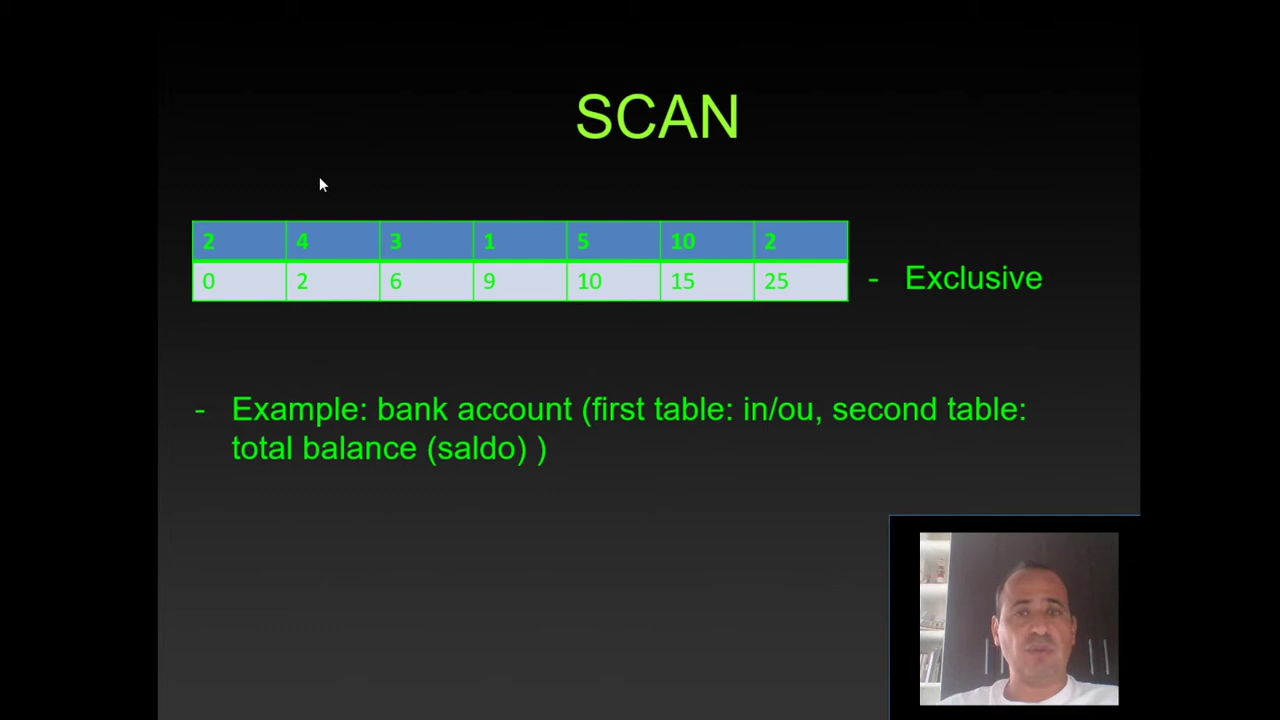 SCAN
2 4 3 1 5 10 2
0 2 6 9 10 15 25
- Exclusive
- Example: bank account (first table: in/ou, second table:
total balance (saldo) )